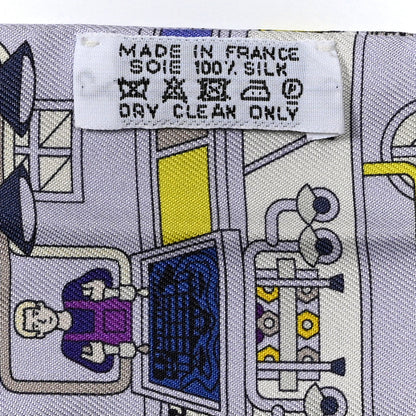 MADE IN FRANCE
SOIE 100% SILK
DRY CLEAN ONLY